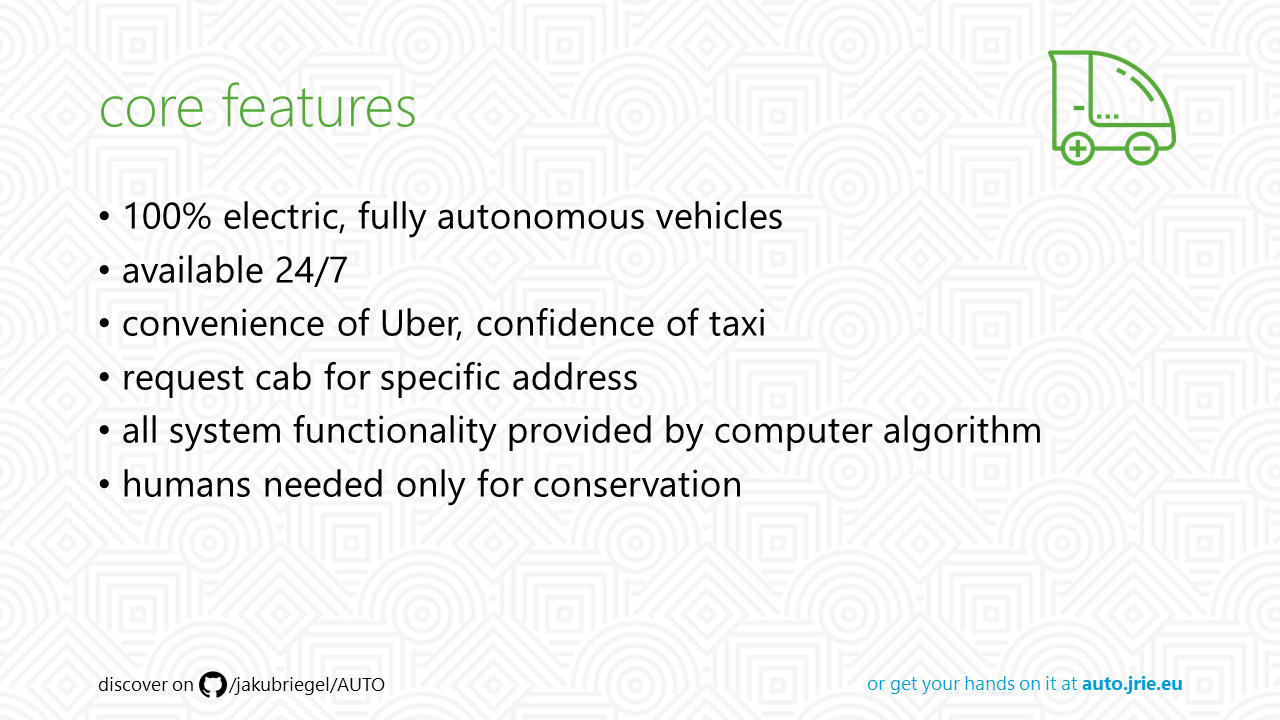 core features
• 100% electric, fully autonomous vehicles
• available 24/7
• convenience of Uber, confidence of taxi
• request cab for specific address
• all system functionality provided by computer algorithm
• humans needed only for conservation
discover on /jakubriegel/AUTO
or get your hands on it at auto.jrie.eu